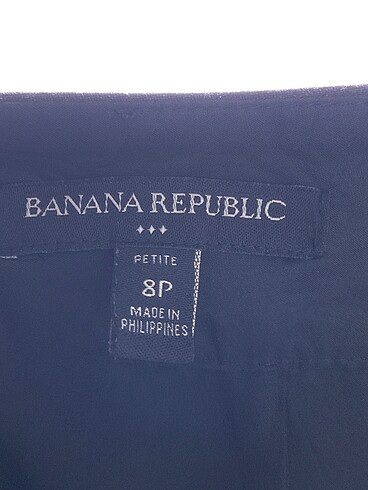 BANANA REPUBLIC
PETITE
8P
MADE IN
PHILIPPINES